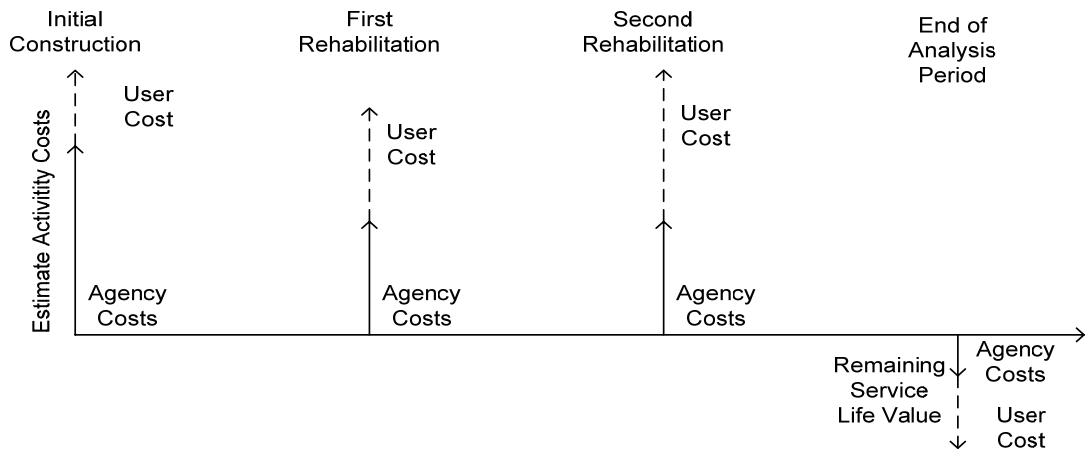 Initial
Construction
First
Rehabilitation
Second
Rehabilitation
End of
Analysis
Period
User
Cost
User
Cost
User
Cost
Estimate Activitity Costs
Agency
Costs
Agency
Costs
Agency
Costs
Remaining
Service
Life Value
Agency
Costs
User
Cost